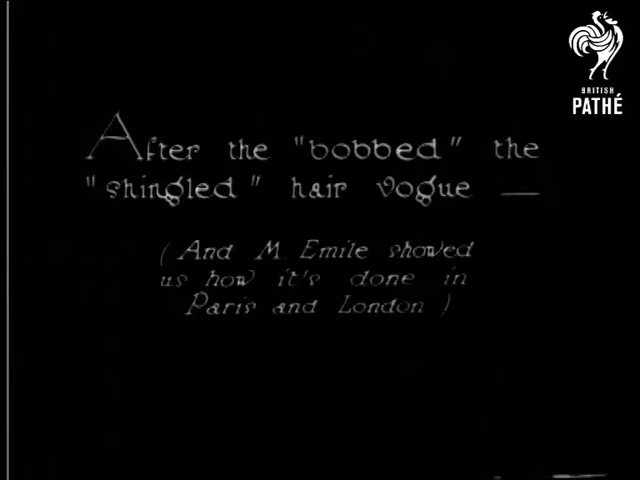 BRITISH
PATHÉ
After the "bobbed" the
"shingled" hair vogue —
(And M. Emile showed
us how it's done in
Paris and London)